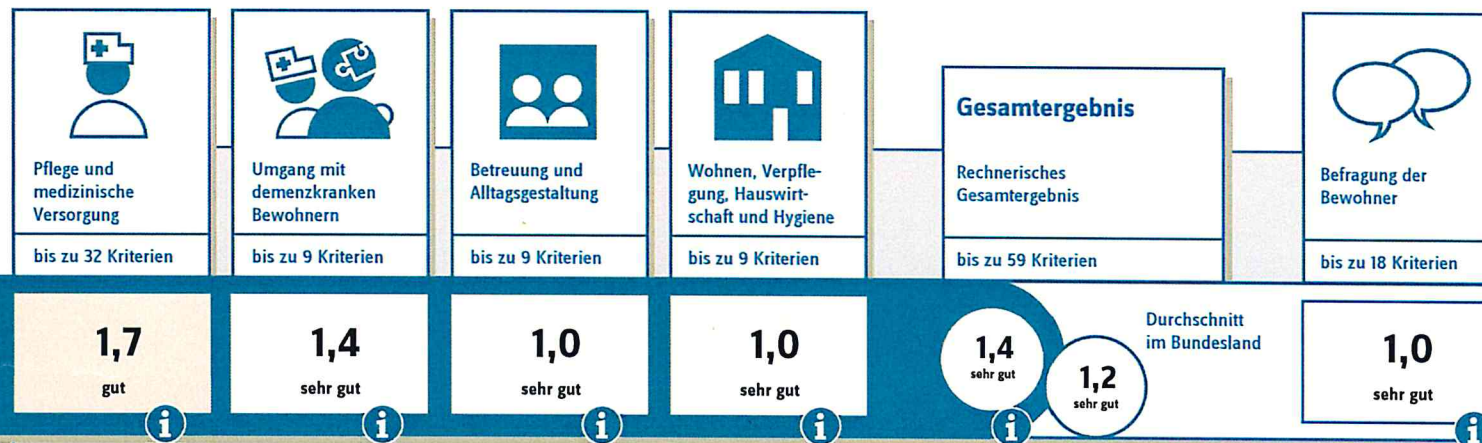 Pflege und
medizinische
Versorgung
bis zu 32 Kriterien
1,7
gut
Umgang mit
demenzkranken
Bewohnern
bis zu 9 Kriterien
1,4
sehr gut
Betreuung und
Alltagsgestaltung
bis zu 9 Kriterien
1,0
sehr gut
Wohnen, Verpfle-
gung, Hauswirt-
schaft und Hygiene
bis zu 9 Kriterien
1,0
sehr gut
Gesamtergebnis
Rechnerisches
Gesamtergebnis
bis zu 59 Kriterien
1,4
sehr gut
Durchschnitt
im Bundesland
1,2
sehr gut
Befragung der
Bewohner
bis zu 18 Kriterien
1,0
sehr gut
i
i
i
i
i
i